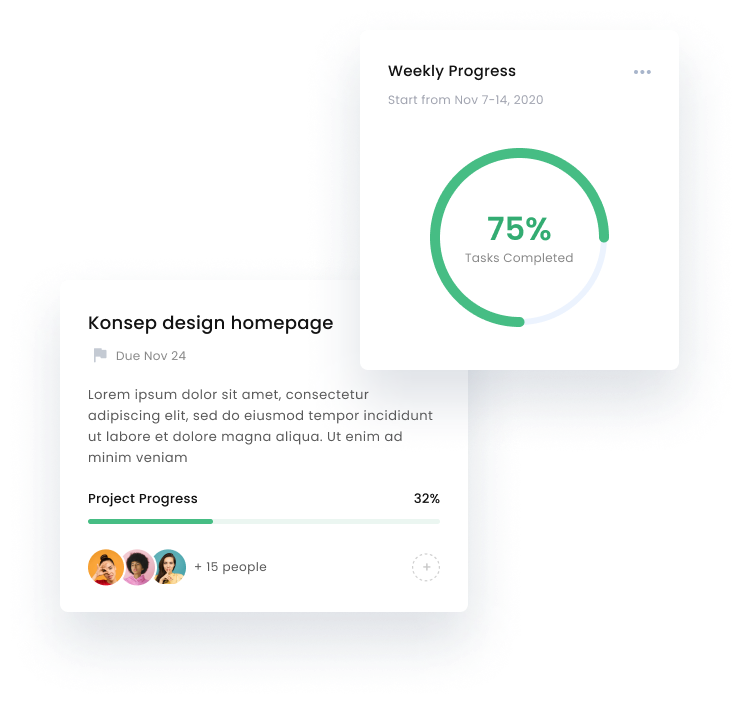 Weekly Progress
Start from Nov 7-14, 2020
75%
Tasks Completed
Konsep design homepage
Due Nov 24
Lorem ipsum dolor sit amet, consectetur
adipiscing elit, sed do eiusmod tempor incididunt
ut labore et dolore magna aliqua. Ut enim ad
minim veniam
Project Progress 32%
+ 15 people